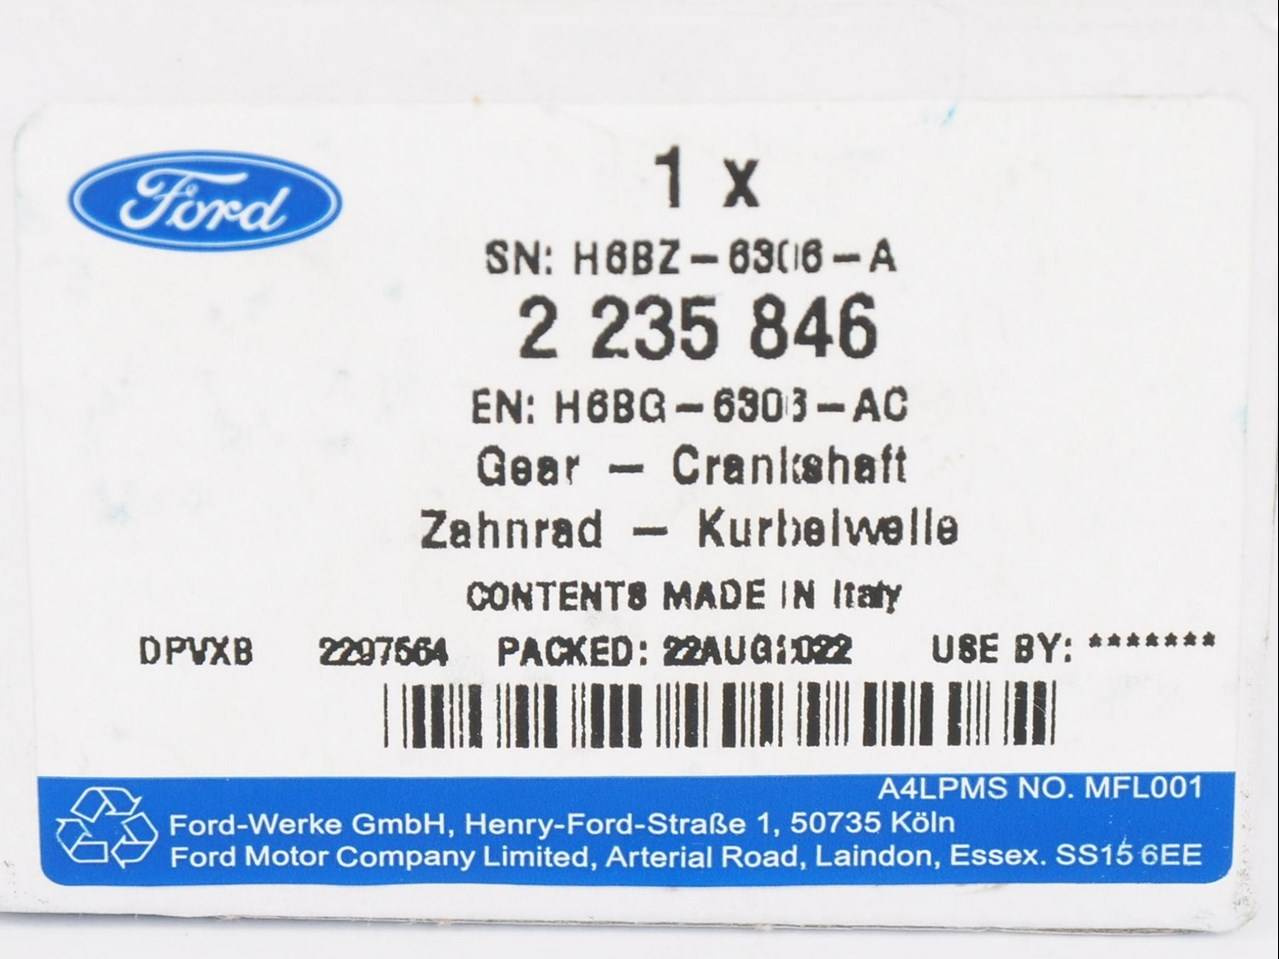 Ford
1 x
SN: H6BZ-6306-A
2 235 846
EN: H6BG-6306-AC
Gear - Crankshaft
Zahnrad - Kurbelwelle
CONTENTS MADE IN Italy
DPVXB 2297564 PACKED: 22AUG2022 USE BY: *******
A4LPMS NO. MFL001
Ford-Werke GmbH, Henry-Ford-Straße 1, 50735 Köln
Ford Motor Company Limited, Arterial Road, Laindon, Essex. SS15 6EE